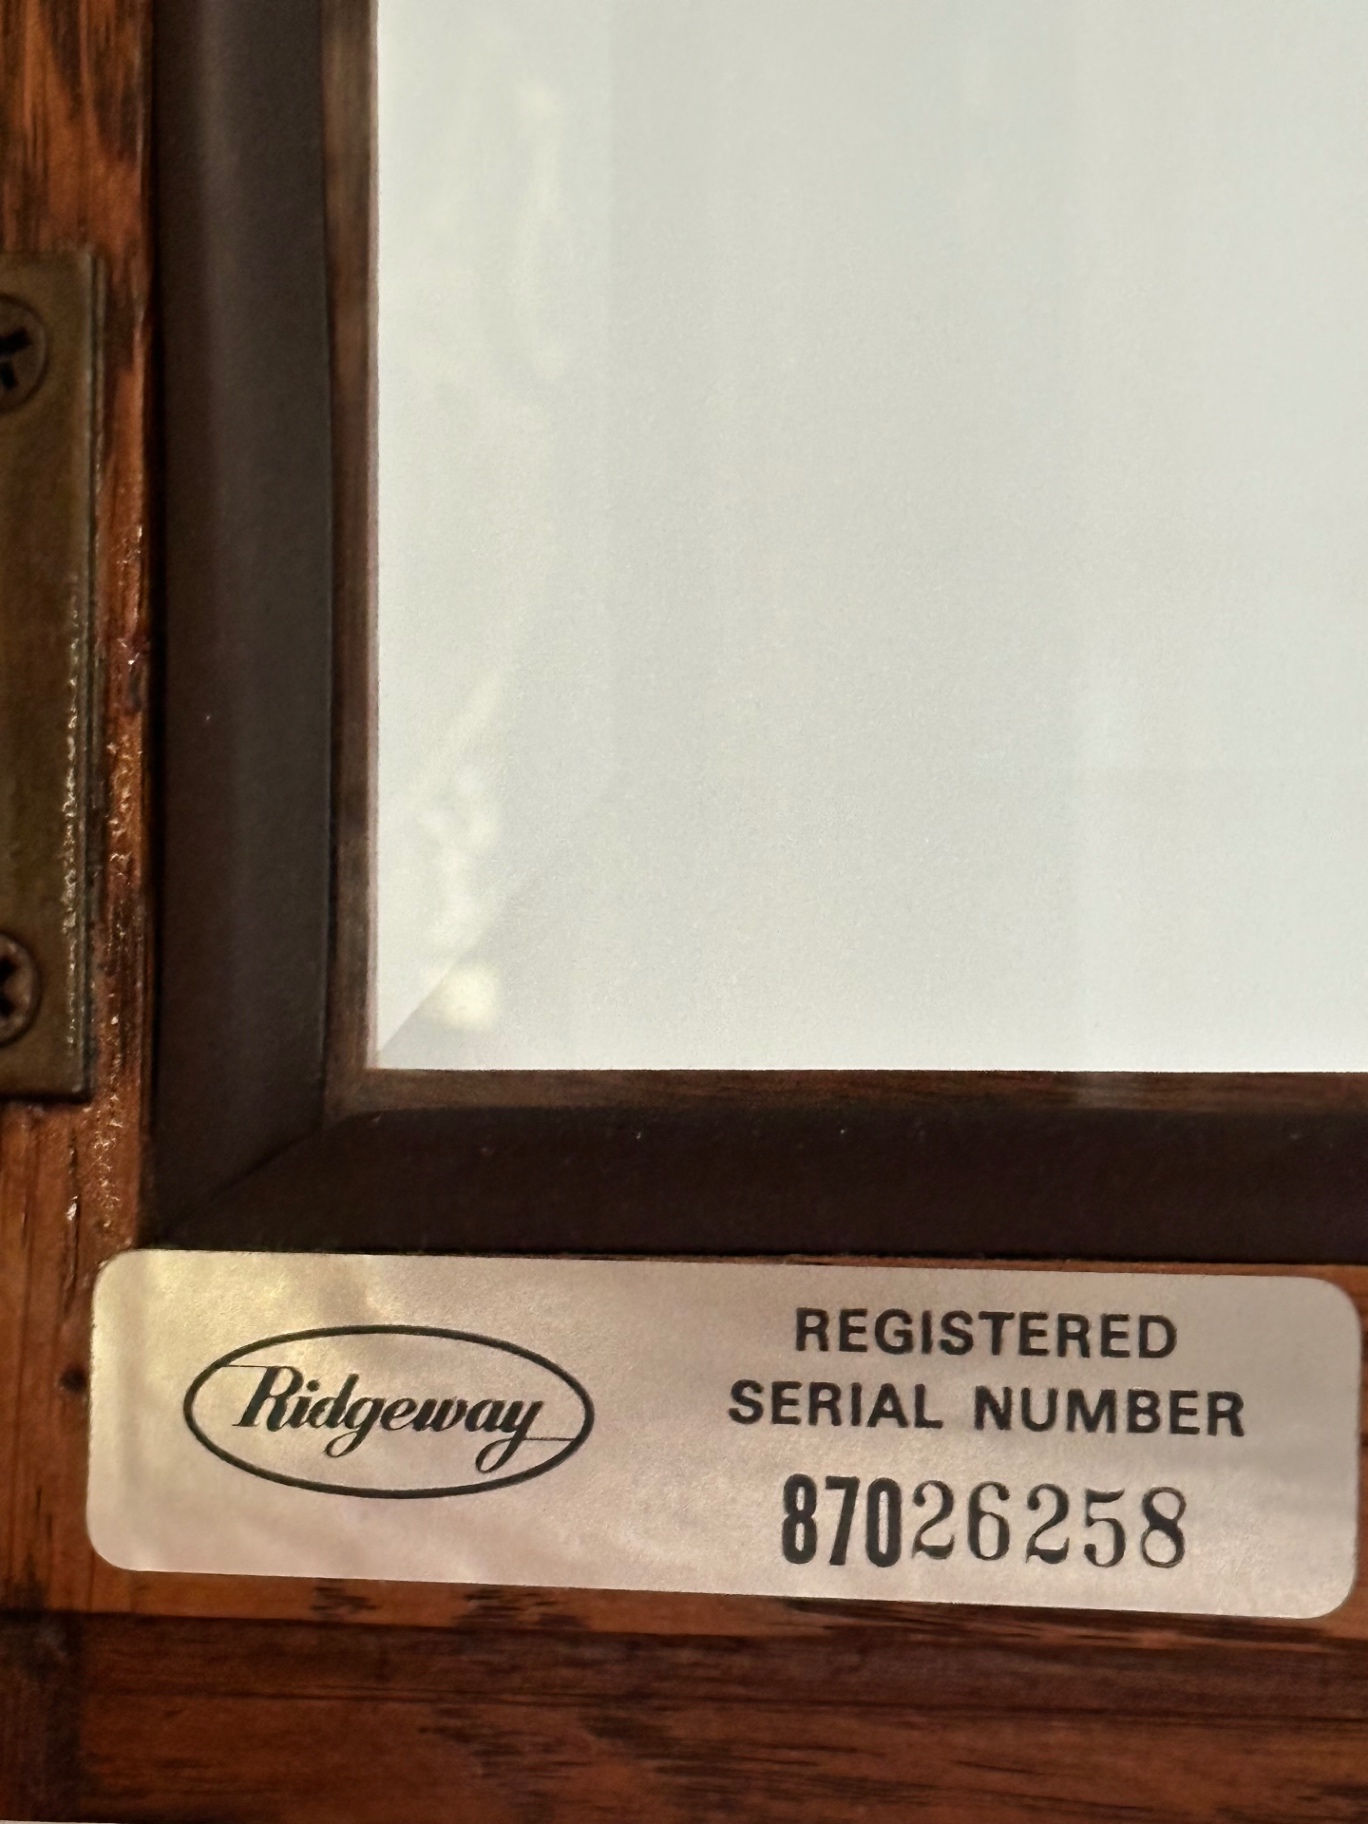 Ridgeway
REGISTERED
SERIAL NUMBER
87026258